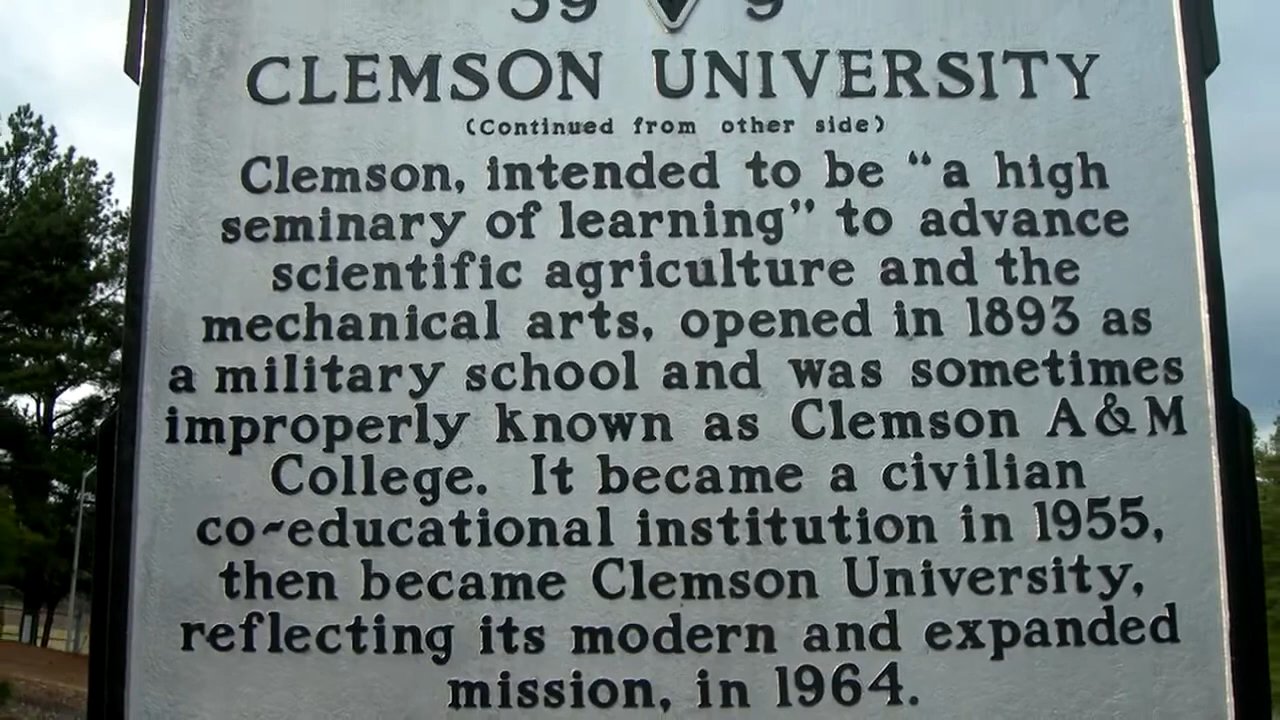 39 9
CLEMSON UNIVERSITY
(Continued from other side)
Clemson, intended to be “a high
seminary of learning” to advance
scientific agriculture and the
mechanical arts, opened in 1893 as
a military school and was sometimes
improperly known as Clemson A&M
College. It became a civilian
co-educational institution in 1955,
then became Clemson University,
reflecting its modern and expanded
mission, in 1964.